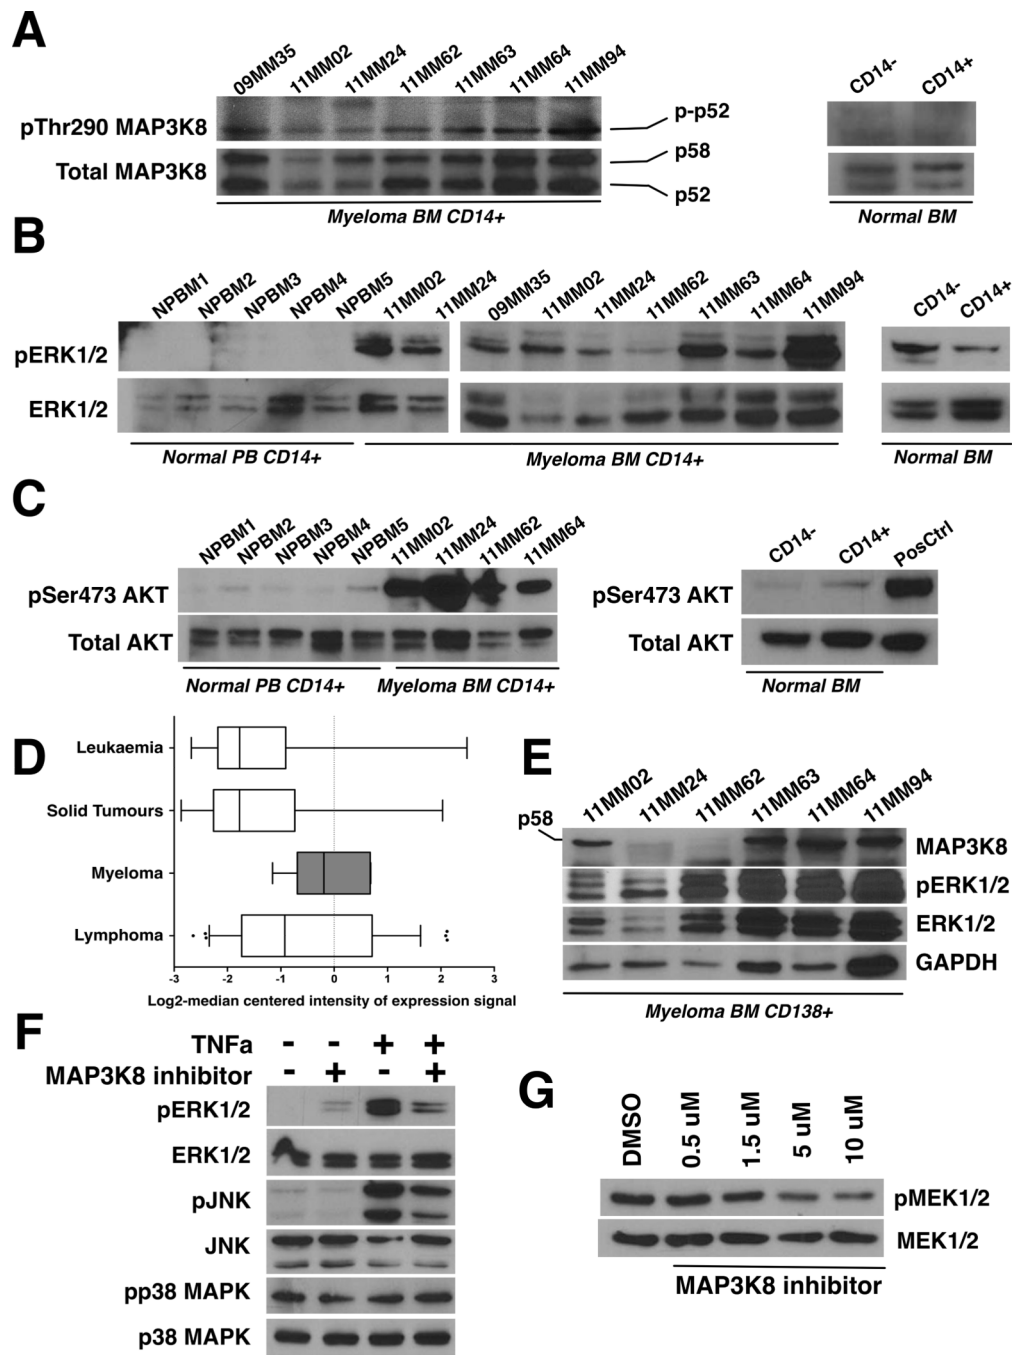 A
09MM35 11MM02 11MM24 11MM62 11MM63 11MM64 11MM94
CD14- CD14+
pThr290 MAP3K8
p-p52
Total MAP3K8
p58
p52
Myeloma BM CD14+
Normal BM
B
NPBM1 NPBM2 NPBM3 NPBM4 NPBM5 11MM02 11MM24 09MM35 11MM02 11MM24 11MM62 11MM63 11MM64 11MM94
CD14- CD14+
pERK1/2
ERK1/2
Normal PB CD14+
Myeloma BM CD14+
Normal BM
C
NPBM1 NPBM2 NPBM3 NPBM4 NPBM5 11MM02 11MM24 11MM62 11MM64
CD14- CD14+ PosCtrl
pSer473 AKT
pSer473 AKT
Total AKT
Total AKT
Normal PB CD14+
Myeloma BM CD14+
Normal BM
D
Leukaemia
Solid Tumours
Myeloma
Lymphoma
-3 -2 -1 0 1 2 3
Log2-median centered intensity of expression signal
E
11MM02 11MM24 11MM62 11MM63 11MM64 11MM94
p58
MAP3K8
pERK1/2
ERK1/2
GAPDH
Myeloma BM CD138+
F
TNFa - - + +
MAP3K8 inhibitor - + - +
pERK1/2
ERK1/2
pJNK
JNK
pp38 MAPK
p38 MAPK
G
DMSO 0.5 uM 1.5 uM 5 uM 10 uM
pMEK1/2
MEK1/2
MAP3K8 inhibitor